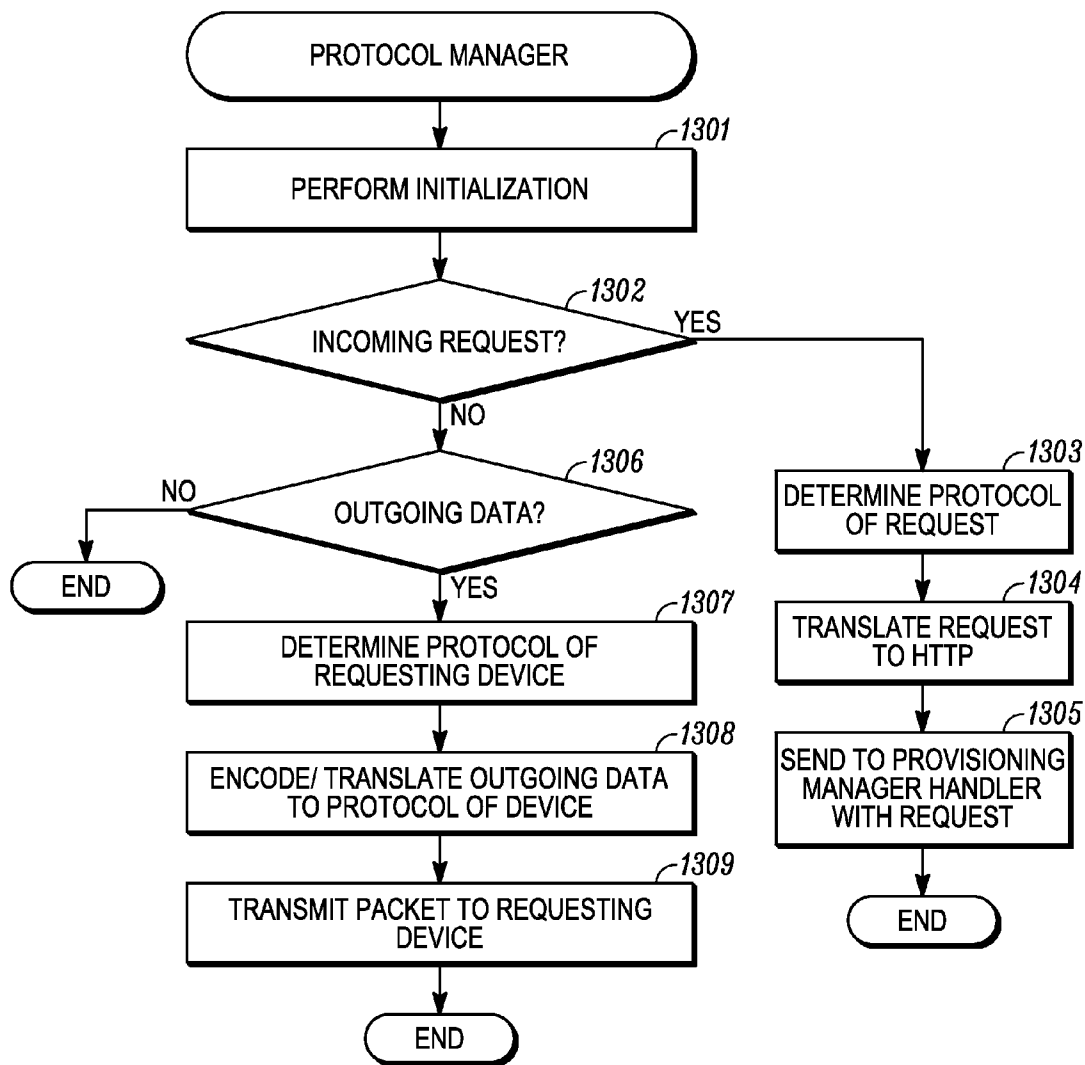 PROTOCOL MANAGER
1301
PERFORM INITIALIZATION
1302
INCOMING REQUEST?
YES
NO
1303
DETERMINE PROTOCOL
OF REQUEST
1304
TRANSLATE REQUEST
TO HTTP
1305
SEND TO PROVISIONING
MANAGER HANDLER
WITH REQUEST
END
1306
OUTGOING DATA?
NO
END
YES
1307
DETERMINE PROTOCOL OF
REQUESTING DEVICE
1308
ENCODE/ TRANSLATE OUTGOING DATA
TO PROTOCOL OF DEVICE
1309
TRANSMIT PACKET TO REQUESTING
DEVICE
END